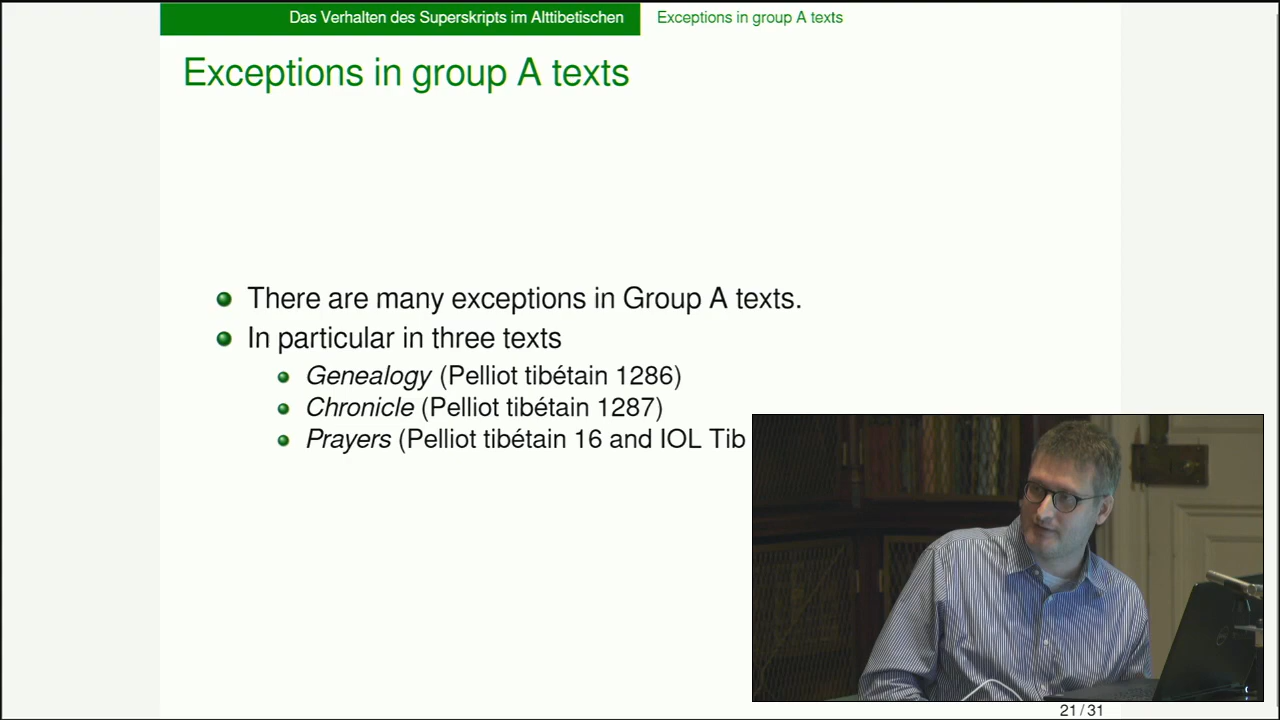 Das Verhalten des Superskripts im Alttibetischen
Exceptions in group A texts
Exceptions in group A texts
There are many exceptions in Group A texts.
In particular in three texts
Genealogy (Pelliot tibétain 1286)
Chronicle (Pelliot tibétain 1287)
Prayers (Pelliot tibétain 16 and IOL Tib
21 / 31